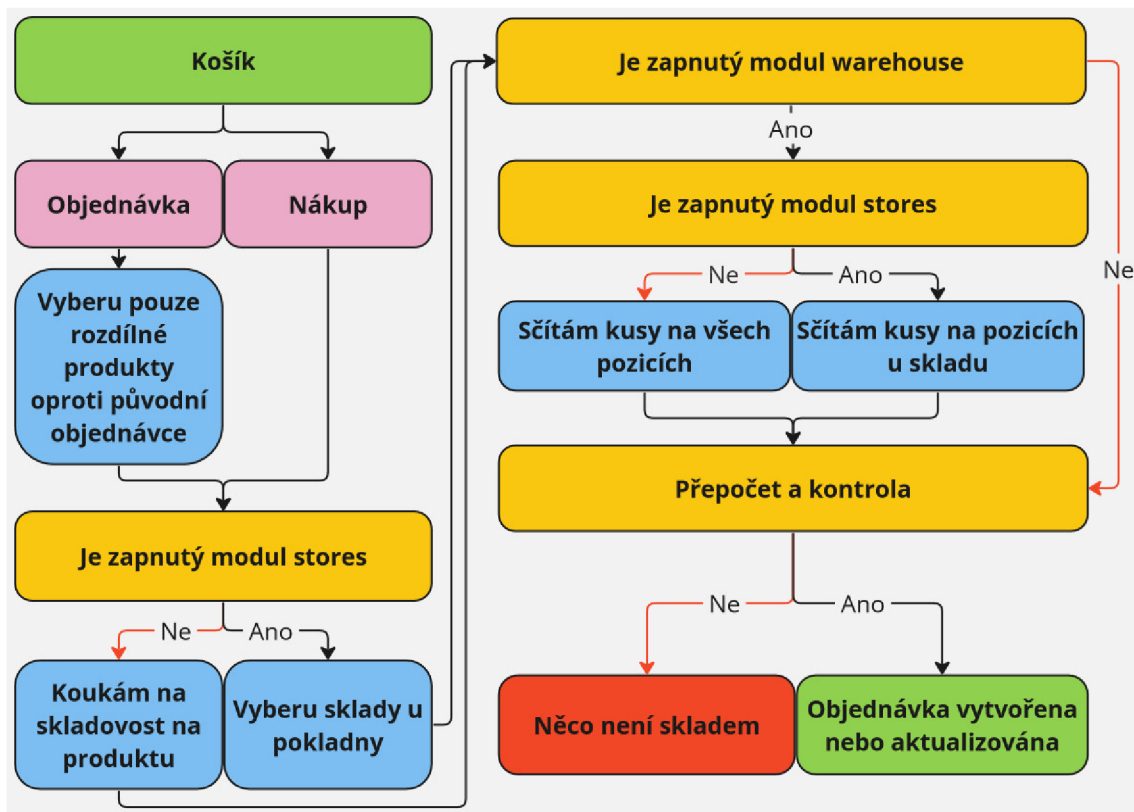 Košík
Objednávka
Nákup
Vyberu pouze
rozdílné
produkty
oproti původní
objednávce
Je zapnutý modul stores
Ne
Ano
Koukám na
skladovost na
produktu
Vyberu sklady u
pokladny
Je zapnutý modul warehouse
Ano
Ne
Je zapnutý modul stores
Ne
Ano
Sčítám kusy na všech
pozicích
Sčítám kusy na pozicích
u skladu
Přepočet a kontrola
Ne
Ano
Něco není skladem
Objednávka vytvořena
nebo aktualizována